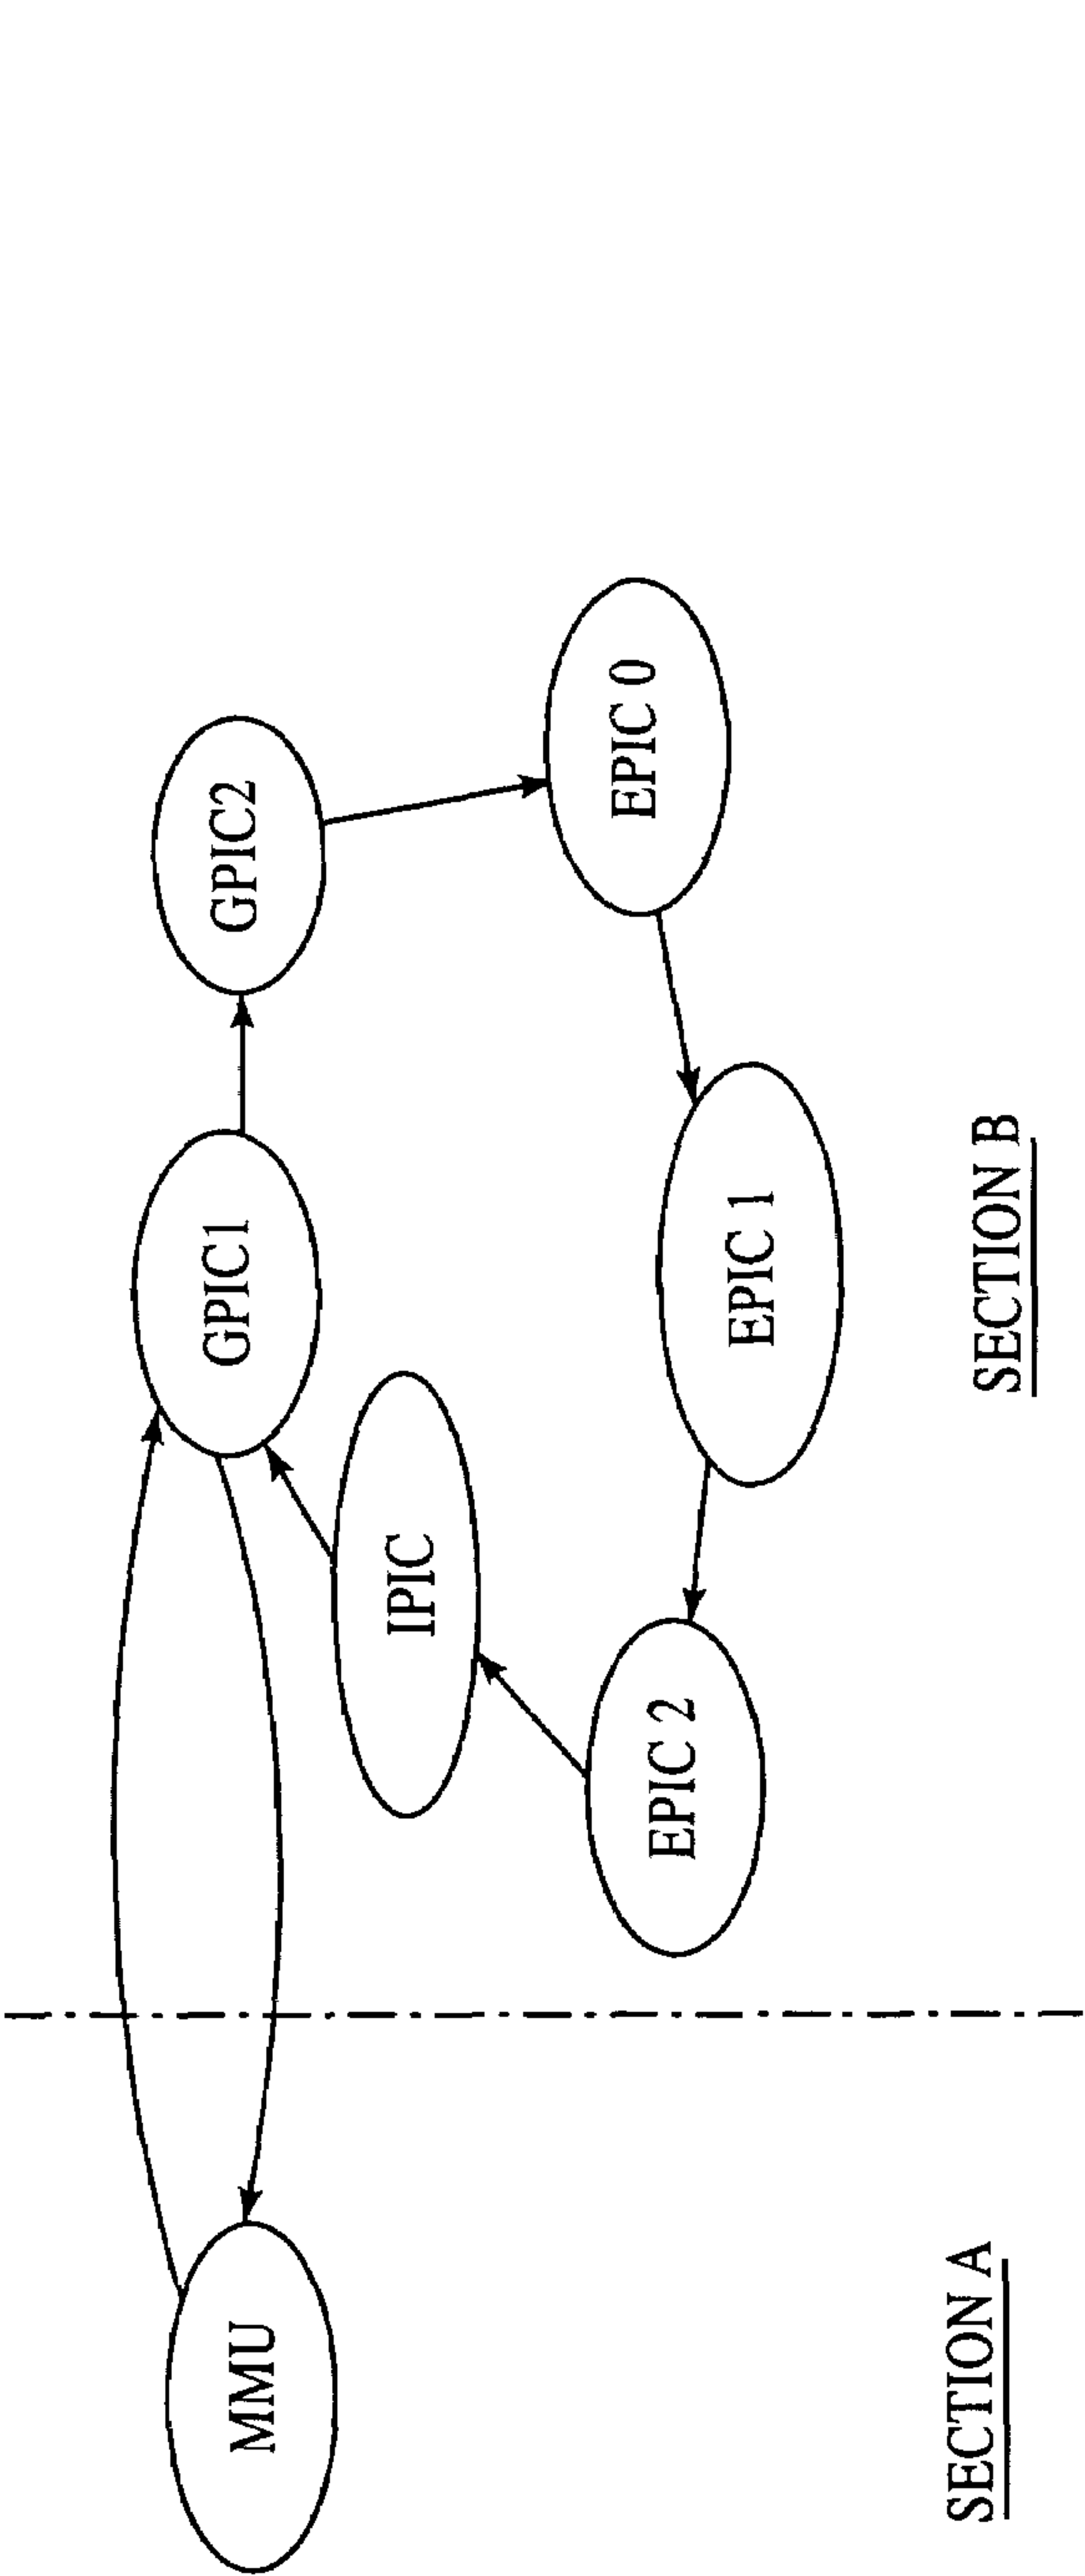 MMU
GPIC1
GPIC2
IPIC
EPIC 2
EPIC 1
EPIC 0
SECTION A
SECTION B